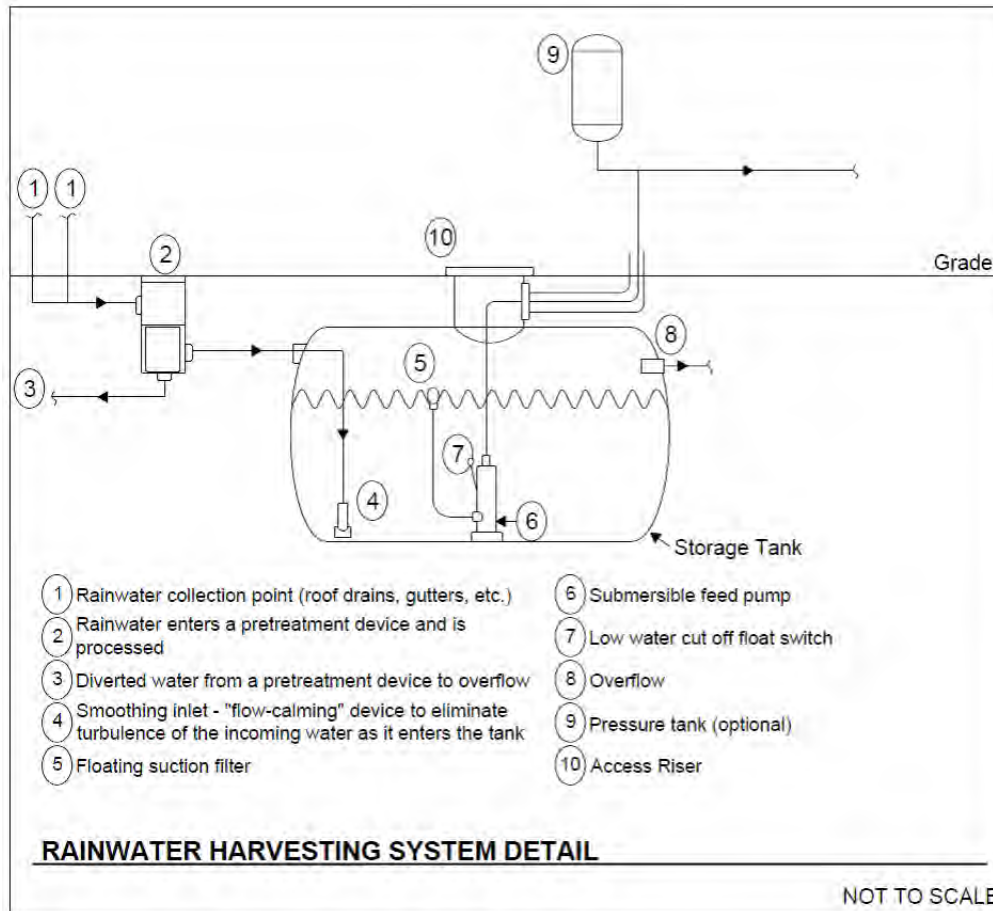 9
1 1
10
2
Grade
8
5
3
7
4
6
Storage Tank
1 Rainwater collection point (roof drains, gutters, etc.)
2 Rainwater enters a pretreatment device and is
processed
3 Diverted water from a pretreatment device to overflow
4 Smoothing inlet - "flow-calming" device to eliminate
turbulence of the incoming water as it enters the tank
5 Floating suction filter
6 Submersible feed pump
7 Low water cut off float switch
8 Overflow
9 Pressure tank (optional)
10 Access Riser
RAINWATER HARVESTING SYSTEM DETAIL
NOT TO SCALE